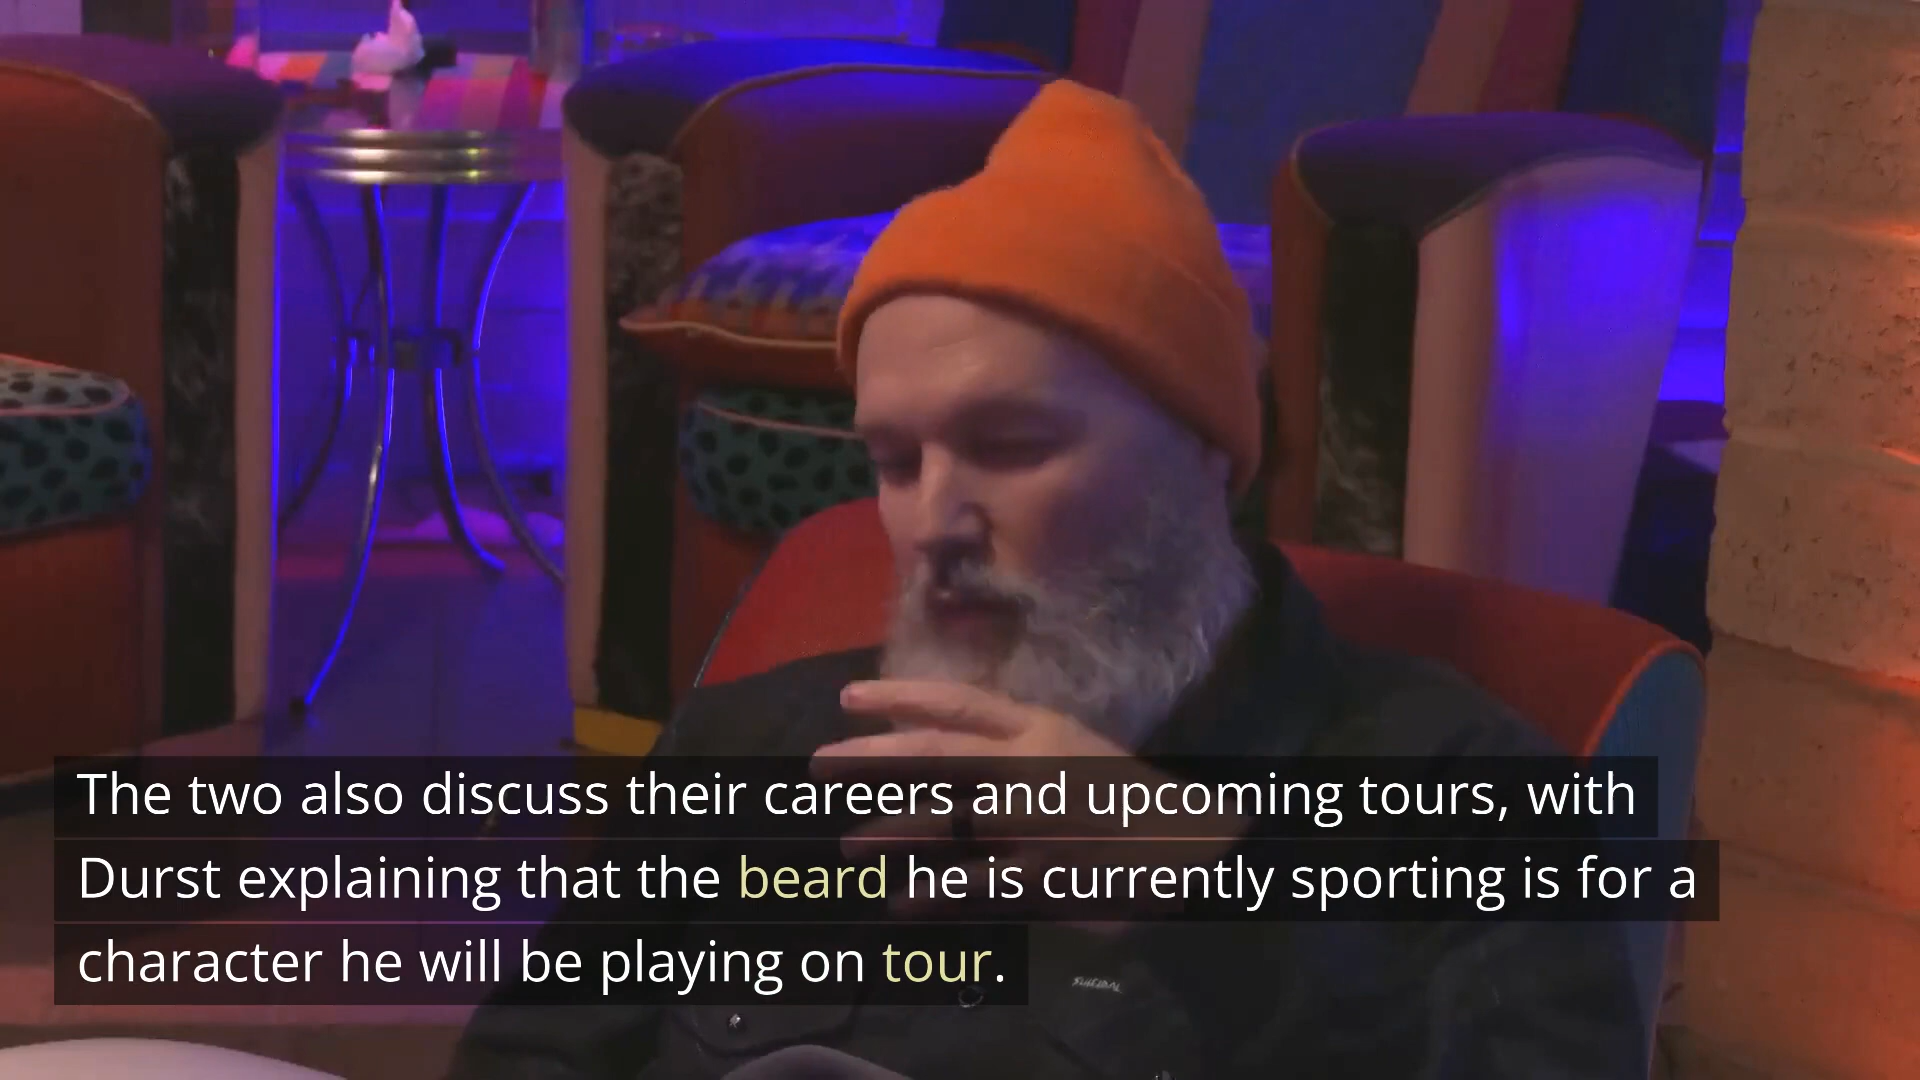 The two also discuss their careers and upcoming tours, with
Durst explaining that the beard he is currently sporting is for a
character he will be playing on tour.
SUICIDAL